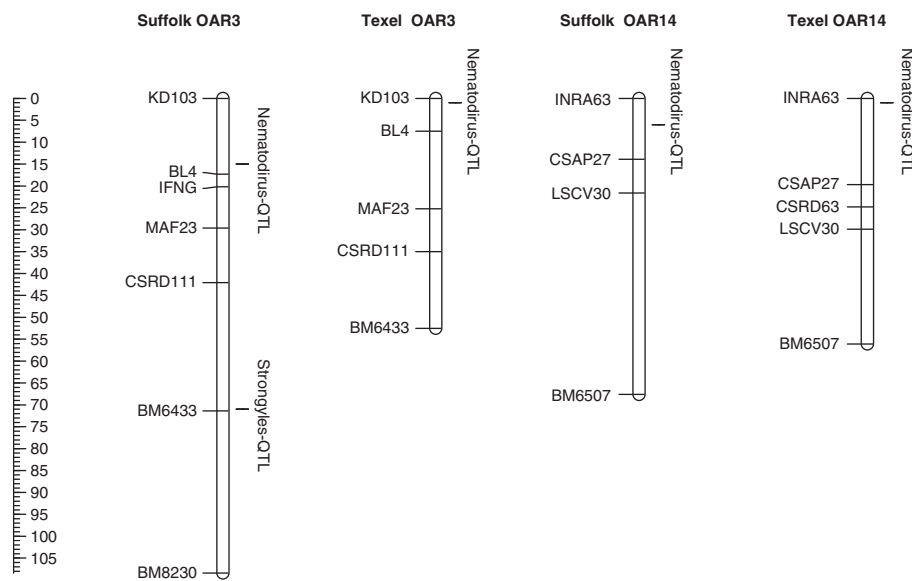 Suffolk OAR3
Texel OAR3
Suffolk OAR14
Texel OAR14
0
5
10
15
20
25
30
35
40
45
50
55
60
65
70
75
80
85
90
95
100
105
KD103
BL4
IFNG
MAF23
CSRD111
BM6433
BM8230
Nematodirus-QTL
Strongyles-QTL
KD103
BL4
MAF23
CSRD111
BM6433
Nematodirus-QTL
INRA63
CSAP27
LSCV30
BM6507
Nematodirus-QTL
INRA63
CSAP27
CSRD63
LSCV30
BM6507
Nematodirus-QTL